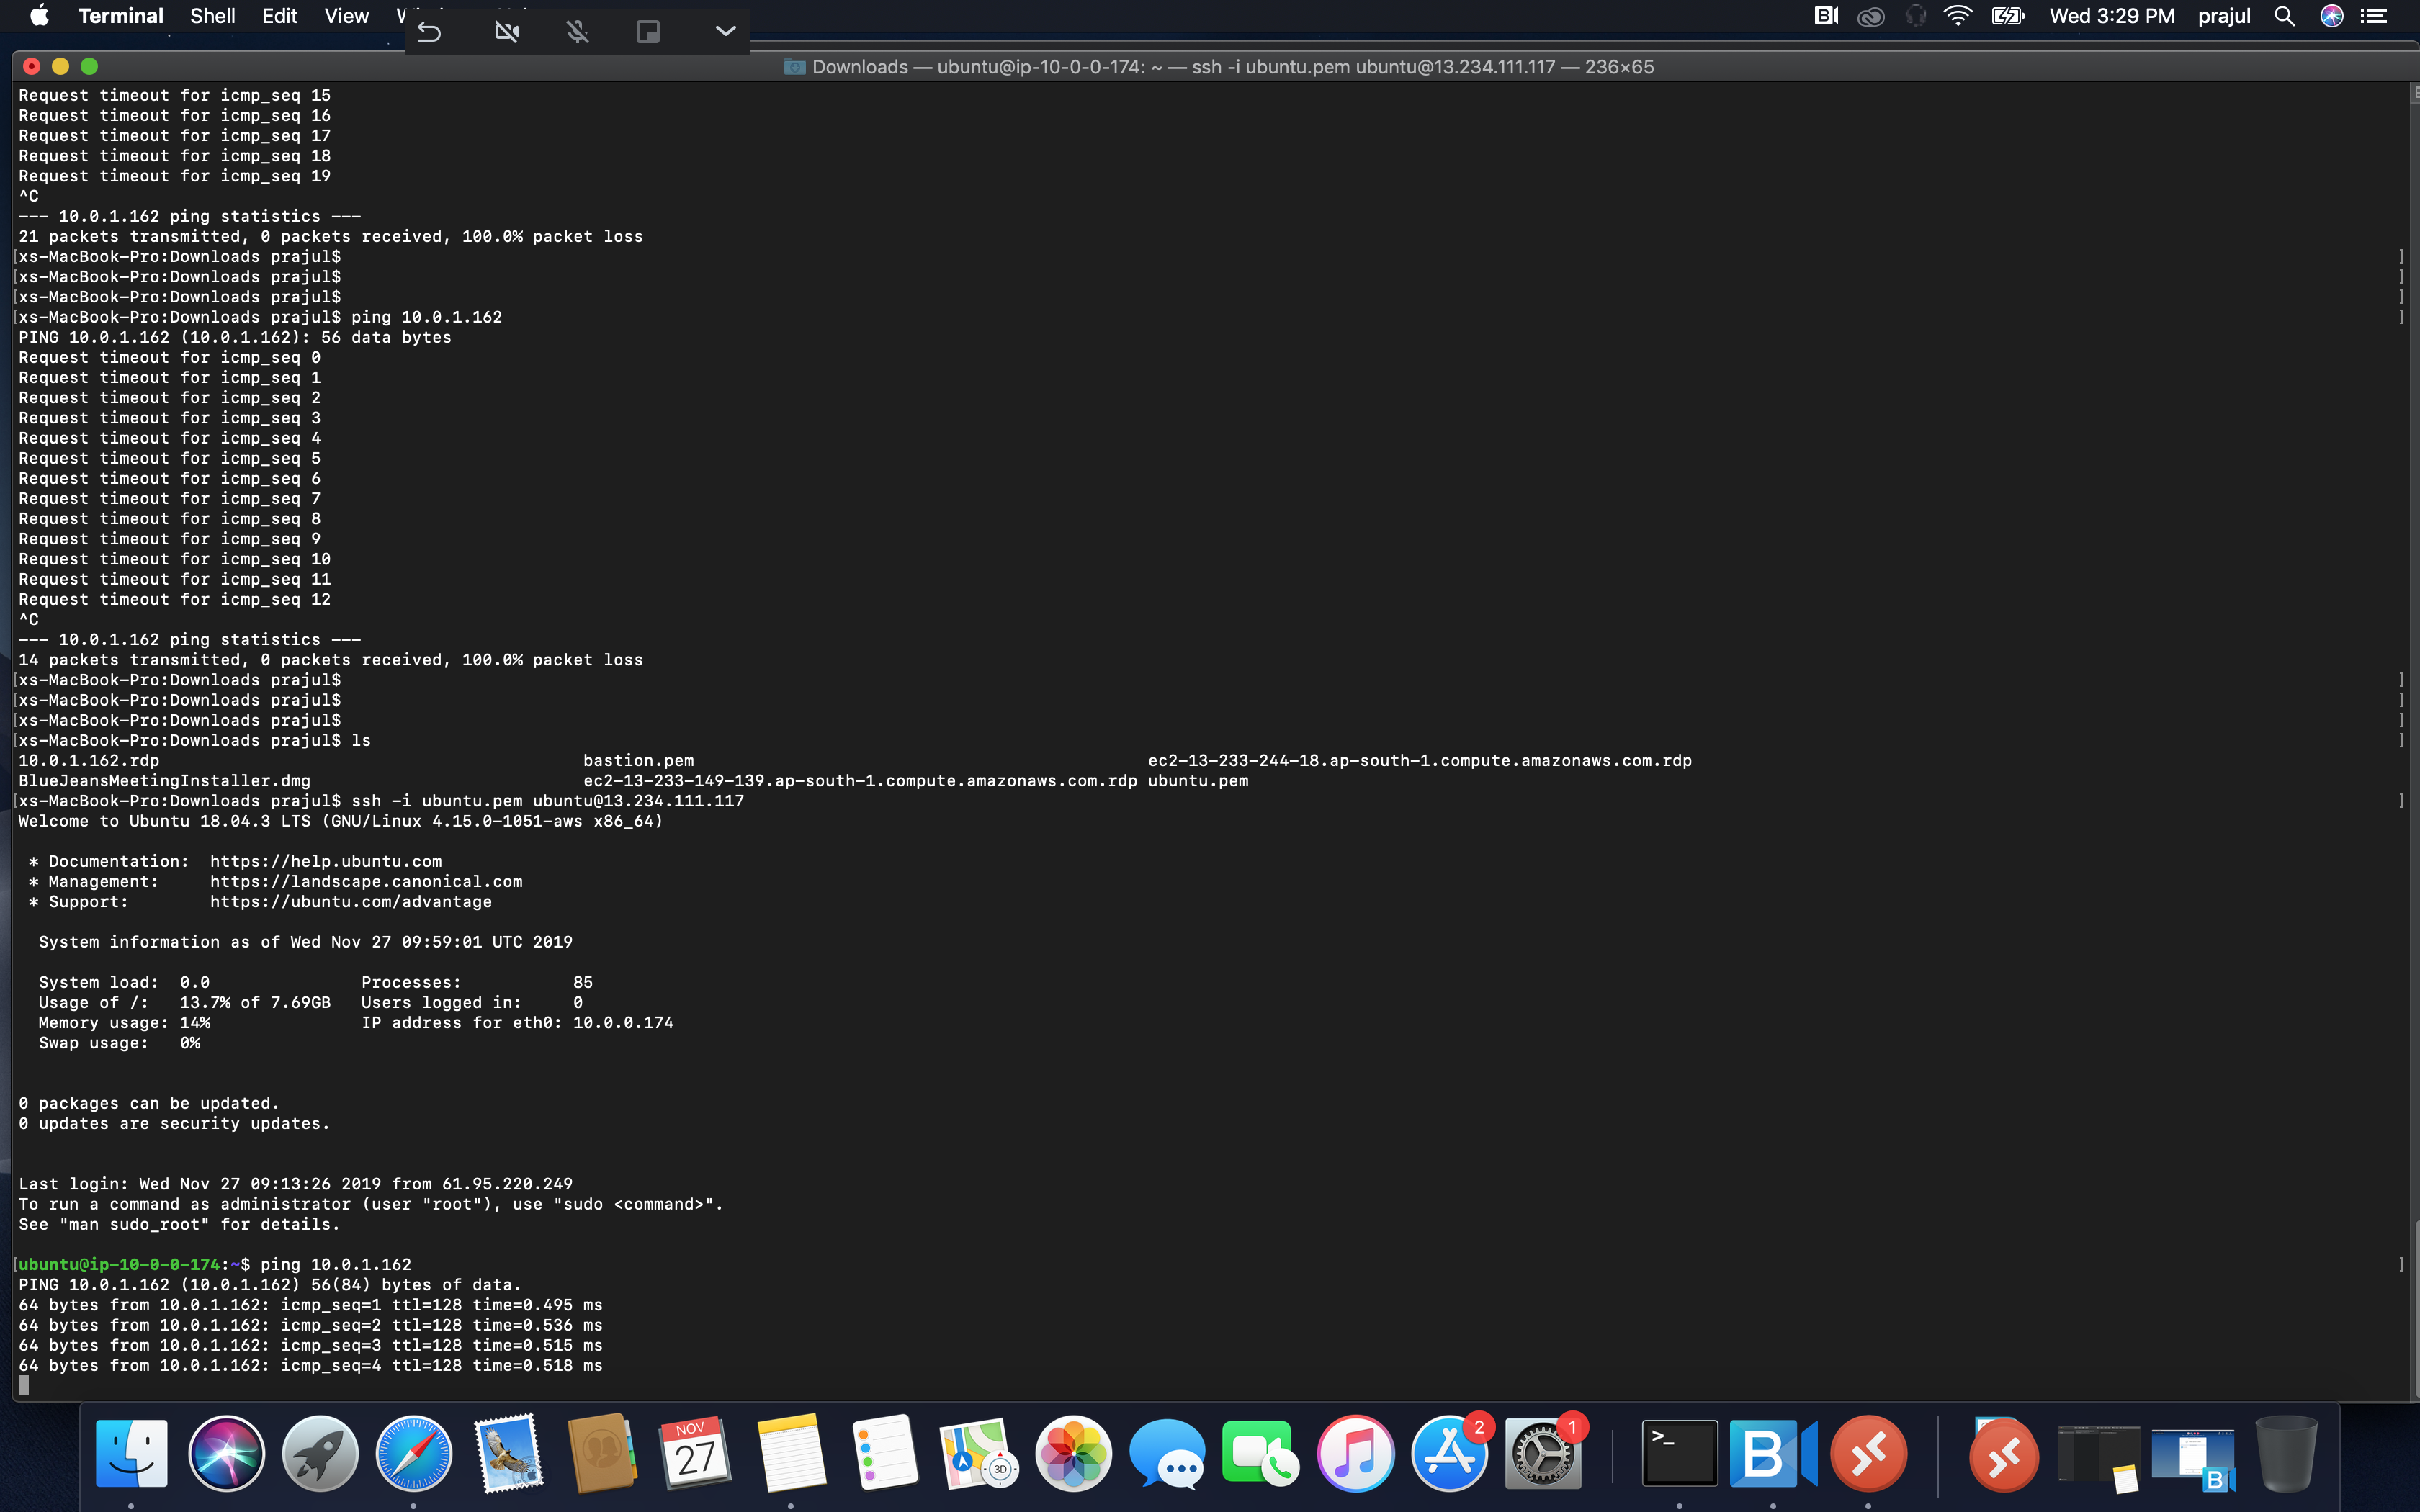 Terminal Shell Edit View
Wed 3:29 PM prajul
Downloads — ubuntu@ip-10-0-0-174: ~ — ssh -i ubuntu.pem ubuntu@13.234.111.117 — 236×65
Request timeout for icmp_seq 15
Request timeout for icmp_seq 16
Request timeout for icmp_seq 17
Request timeout for icmp_seq 18
Request timeout for icmp_seq 19
^C
--- 10.0.1.162 ping statistics ---
21 packets transmitted, 0 packets received, 100.0% packet loss
[xs-MacBook-Pro:Downloads prajul$ ]
[xs-MacBook-Pro:Downloads prajul$ ]
[xs-MacBook-Pro:Downloads prajul$ ]
[xs-MacBook-Pro:Downloads prajul$ ping 10.0.1.162 ]
PING 10.0.1.162 (10.0.1.162): 56 data bytes
Request timeout for icmp_seq 0
Request timeout for icmp_seq 1
Request timeout for icmp_seq 2
Request timeout for icmp_seq 3
Request timeout for icmp_seq 4
Request timeout for icmp_seq 5
Request timeout for icmp_seq 6
Request timeout for icmp_seq 7
Request timeout for icmp_seq 8
Request timeout for icmp_seq 9
Request timeout for icmp_seq 10
Request timeout for icmp_seq 11
Request timeout for icmp_seq 12
^C
--- 10.0.1.162 ping statistics ---
14 packets transmitted, 0 packets received, 100.0% packet loss
[xs-MacBook-Pro:Downloads prajul$ ]
[xs-MacBook-Pro:Downloads prajul$ ]
[xs-MacBook-Pro:Downloads prajul$ ]
[xs-MacBook-Pro:Downloads prajul$ ls ]
10.0.1.162.rdp bastion.pem ec2-13-233-244-18.ap-south-1.compute.amazonaws.com.rdp
BlueJeansMeetingInstaller.dmg ec2-13-233-149-139.ap-south-1.compute.amazonaws.com.rdp ubuntu.pem
[xs-MacBook-Pro:Downloads prajul$ ssh -i ubuntu.pem ubuntu@13.234.111.117 ]
Welcome to Ubuntu 18.04.3 LTS (GNU/Linux 4.15.0-1051-aws x86_64)
* Documentation: https://help.ubuntu.com
* Management: https://landscape.canonical.com
* Support: https://ubuntu.com/advantage
System information as of Wed Nov 27 09:59:01 UTC 2019
System load: 0.0 Processes: 85
Usage of /: 13.7% of 7.69GB Users logged in: 0
Memory usage: 14% IP address for eth0: 10.0.0.174
Swap usage: 0%
0 packages can be updated.
0 updates are security updates.
Last login: Wed Nov 27 09:13:26 2019 from 61.95.220.249
To run a command as administrator (user "root"), use "sudo <command>".
See "man sudo_root" for details.
[ubuntu@ip-10-0-0-174:~$ ping 10.0.1.162 ]
PING 10.0.1.162 (10.0.1.162) 56(84) bytes of data.
64 bytes from 10.0.1.162: icmp_seq=1 ttl=128 time=0.495 ms
64 bytes from 10.0.1.162: icmp_seq=2 ttl=128 time=0.536 ms
64 bytes from 10.0.1.162: icmp_seq=3 ttl=128 time=0.515 ms
64 bytes from 10.0.1.162: icmp_seq=4 ttl=128 time=0.518 ms
NOV
27
3D
2
1
>_
B
B